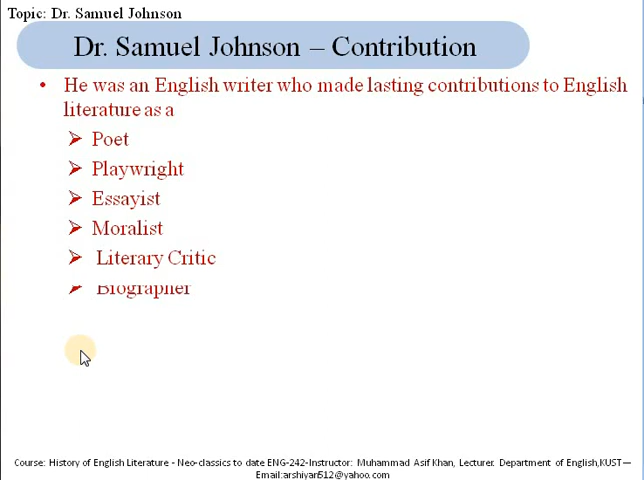 Topic: Dr. Samuel Johnson
Dr. Samuel Johnson – Contribution
• He was an English writer who made lasting contributions to English
literature as a
➢ Poet
➢ Playwright
➢ Essayist
➢ Moralist
➢ Literary Critic
➢ Biographer
Course: History of English Literature - Neo-classics to date ENG-242-Instructor: Muhammad Asif Khan, Lecturer. Department of English,KUST—
Email:arshiyan512@yahoo.com